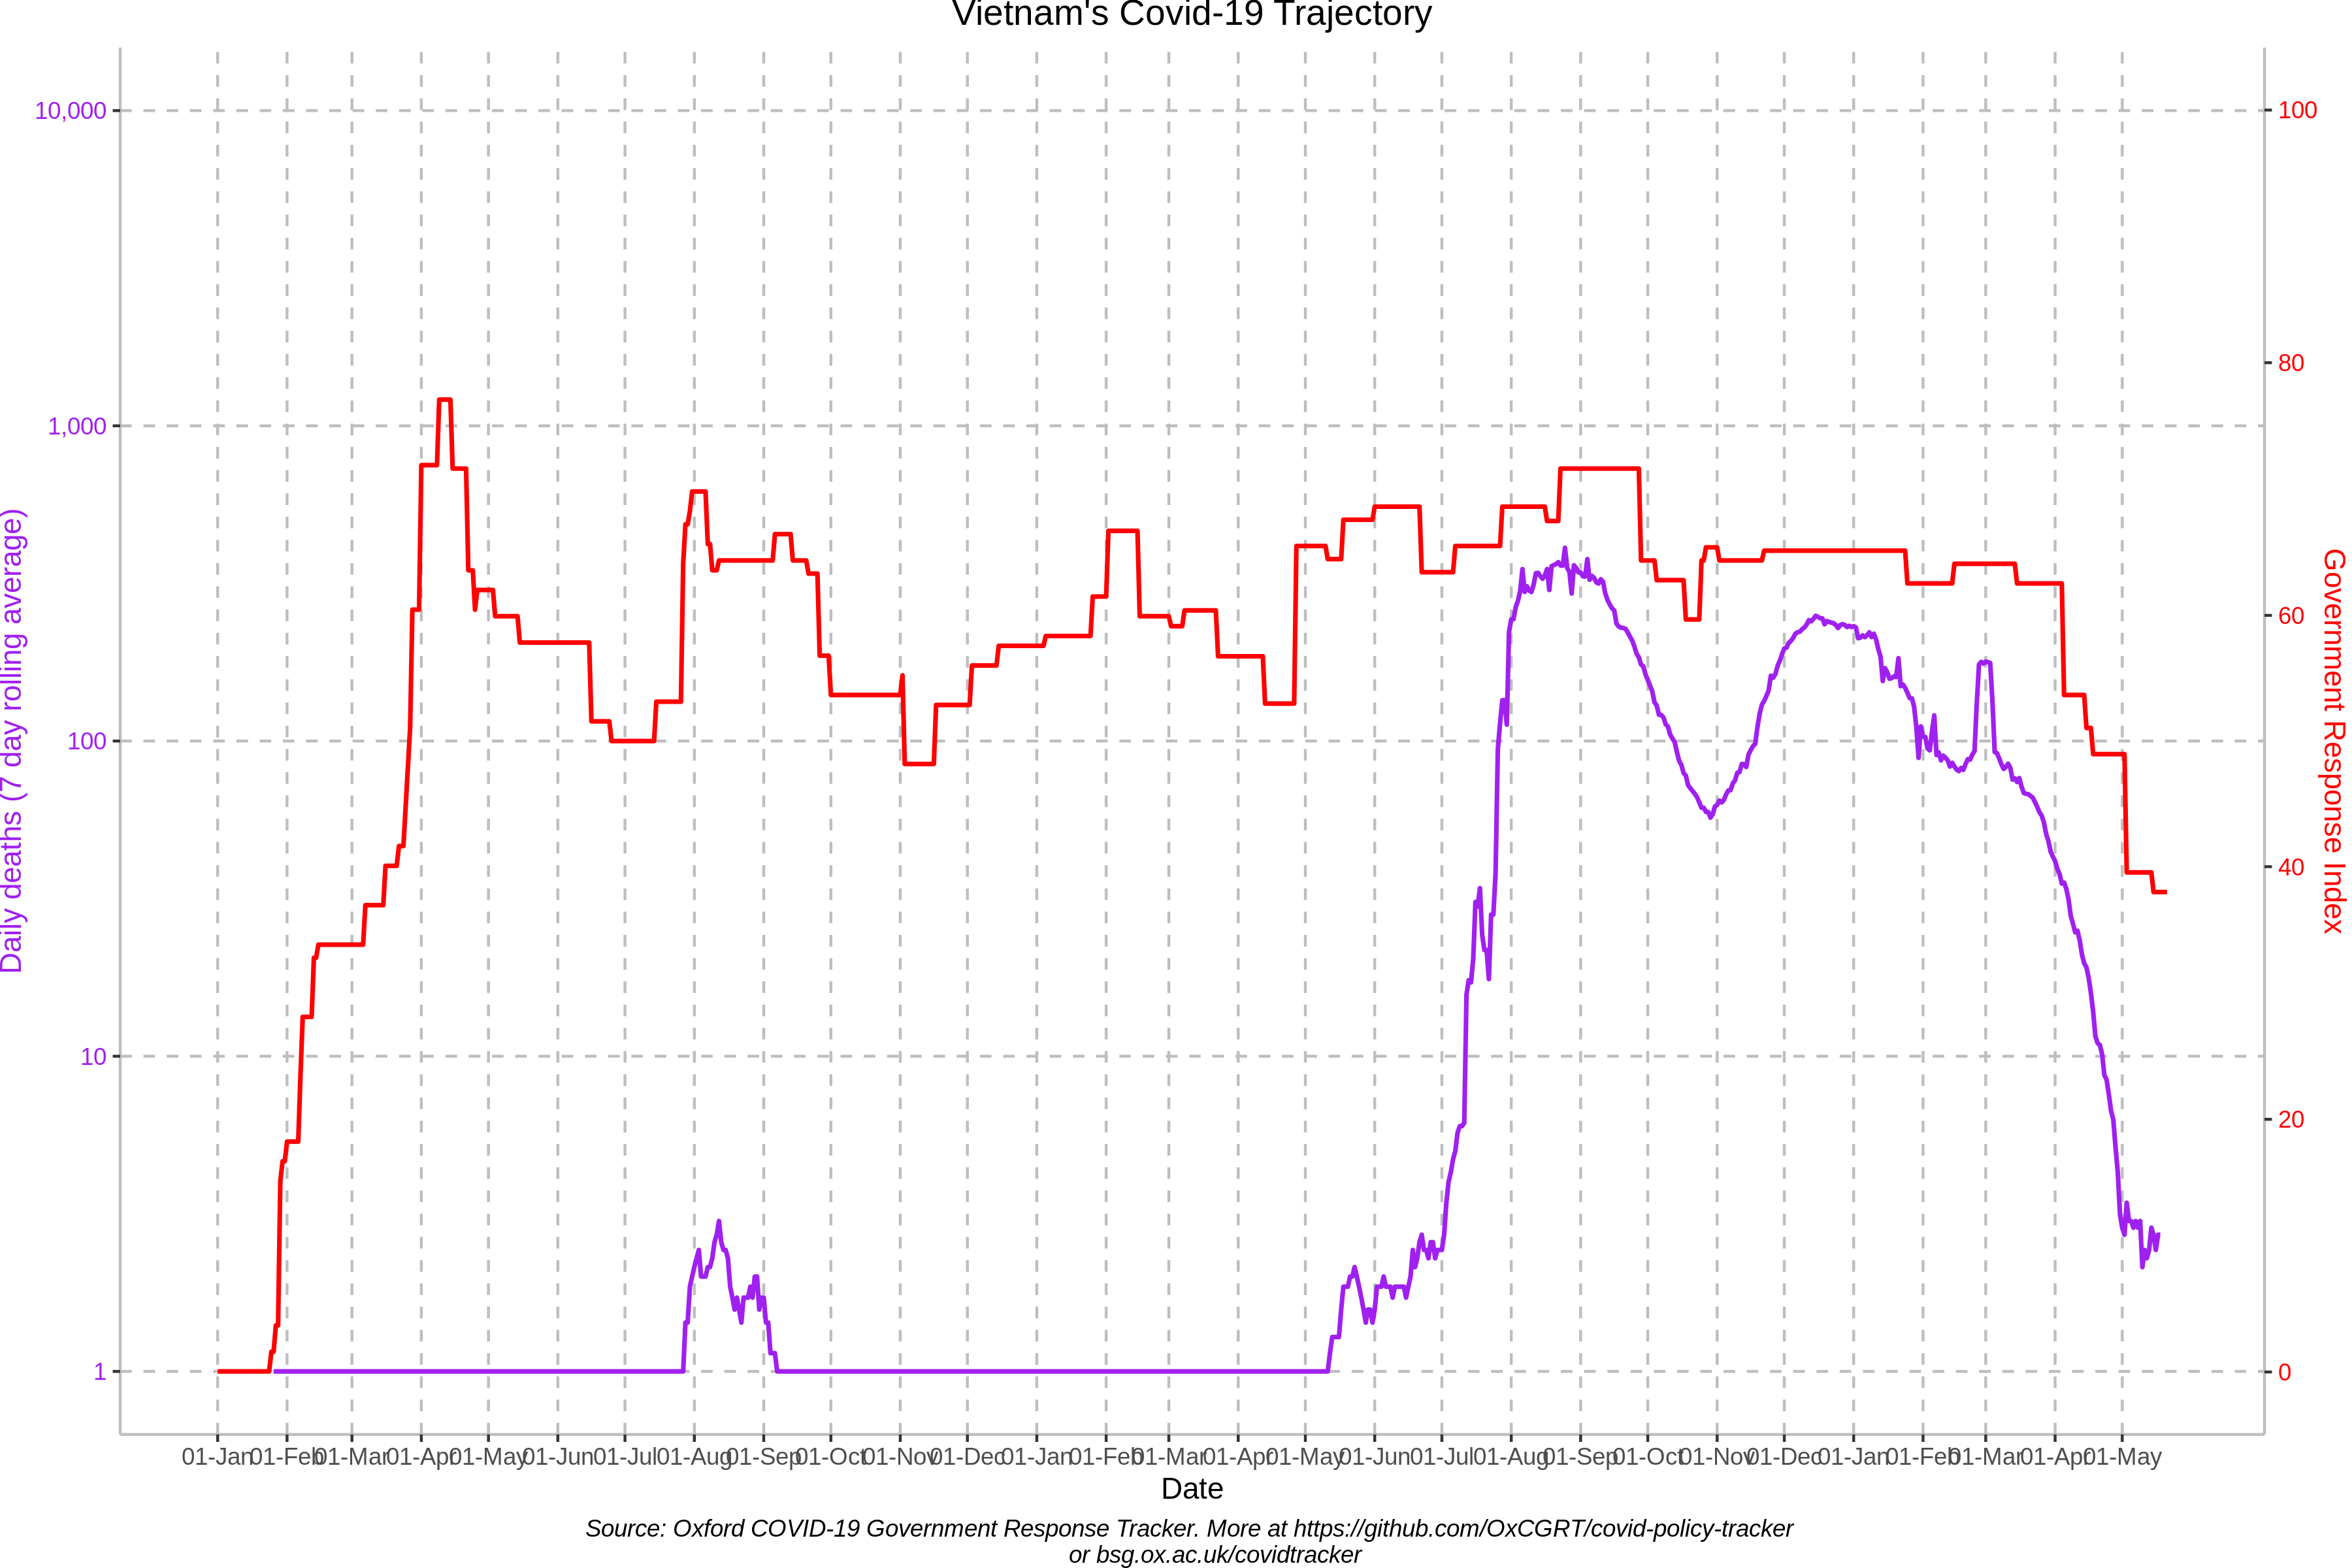 Vietnam's Covid-19 Trajectory
10,000
1,000
100
10
1
Daily deaths (7 day rolling average)
100
80
60
40
20
0
Government Response Index
01-Jan 01-Feb 01-Mar 01-Apr 01-May 01-Jun 01-Jul 01-Aug 01-Sep 01-Oct 01-Nov 01-Dec 01-Jan 01-Feb 01-Mar 01-Apr 01-May 01-Jun 01-Jul 01-Aug 01-Sep 01-Oct 01-Nov 01-Dec 01-Jan 01-Feb 01-Mar 01-Apr 01-May
Date
Source: Oxford COVID-19 Government Response Tracker. More at https://github.com/OxCGRT/covid-policy-tracker
or bsg.ox.ac.uk/covidtracker